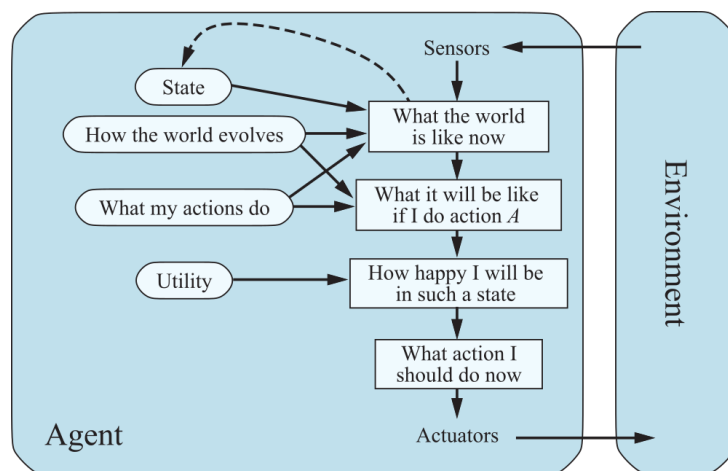 Sensors
State
What the world
is like now
How the world evolves
What my actions do
What it will be like
if I do action A
Utility
How happy I will be
in such a state
What action I
should do now
Agent
Actuators
Environment